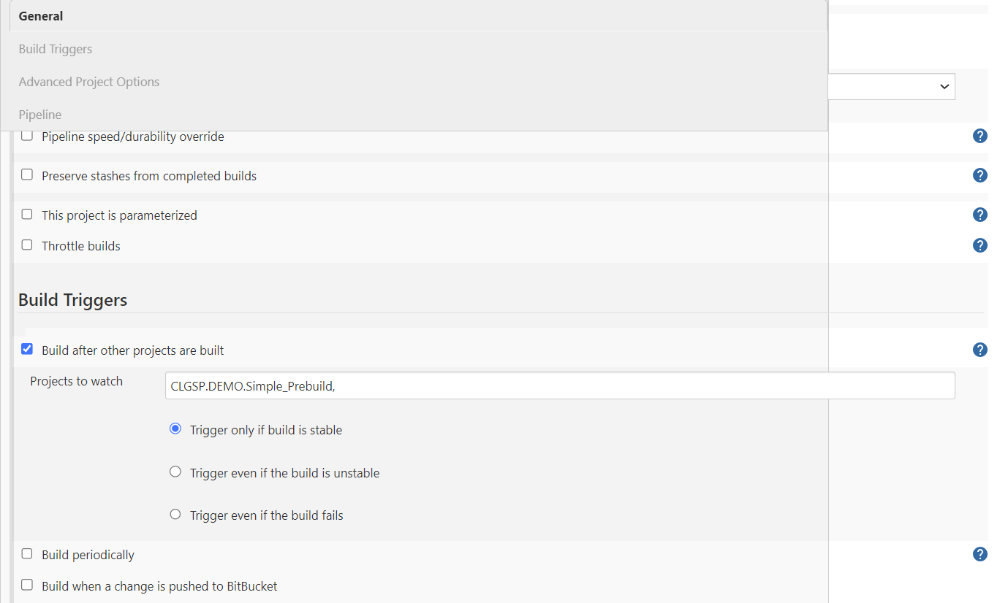 General
Build Triggers
Advanced Project Options
Pipeline
Pipeline speed/durability override
?
Preserve stashes from completed builds
?
This project is parameterized
?
Throttle builds
?
Build Triggers
Build after other projects are built
?
Projects to watch
CLGSP.DEMO.Simple_Prebuild,
Trigger only if build is stable
Trigger even if the build is unstable
Trigger even if the build fails
Build periodically
?
Build when a change is pushed to BitBucket